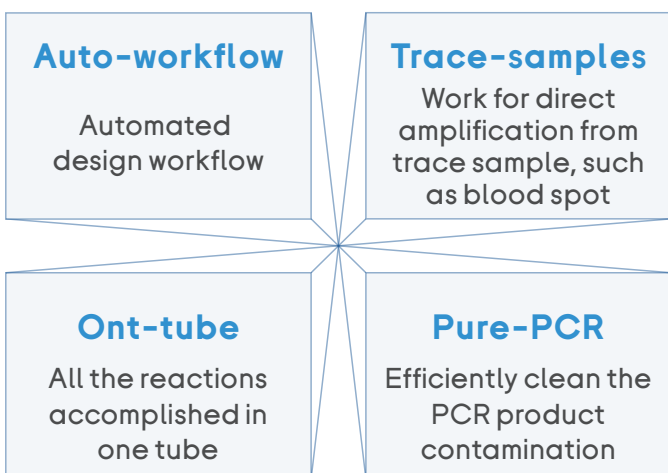 Auto-workflow
Automated
design workflow
Trace-samples
Work for direct
amplification from
trace sample, such
as blood spot
Ont-tube
All the reactions
accomplished in
one tube
Pure-PCR
Efficiently clean the
PCR product
contamination